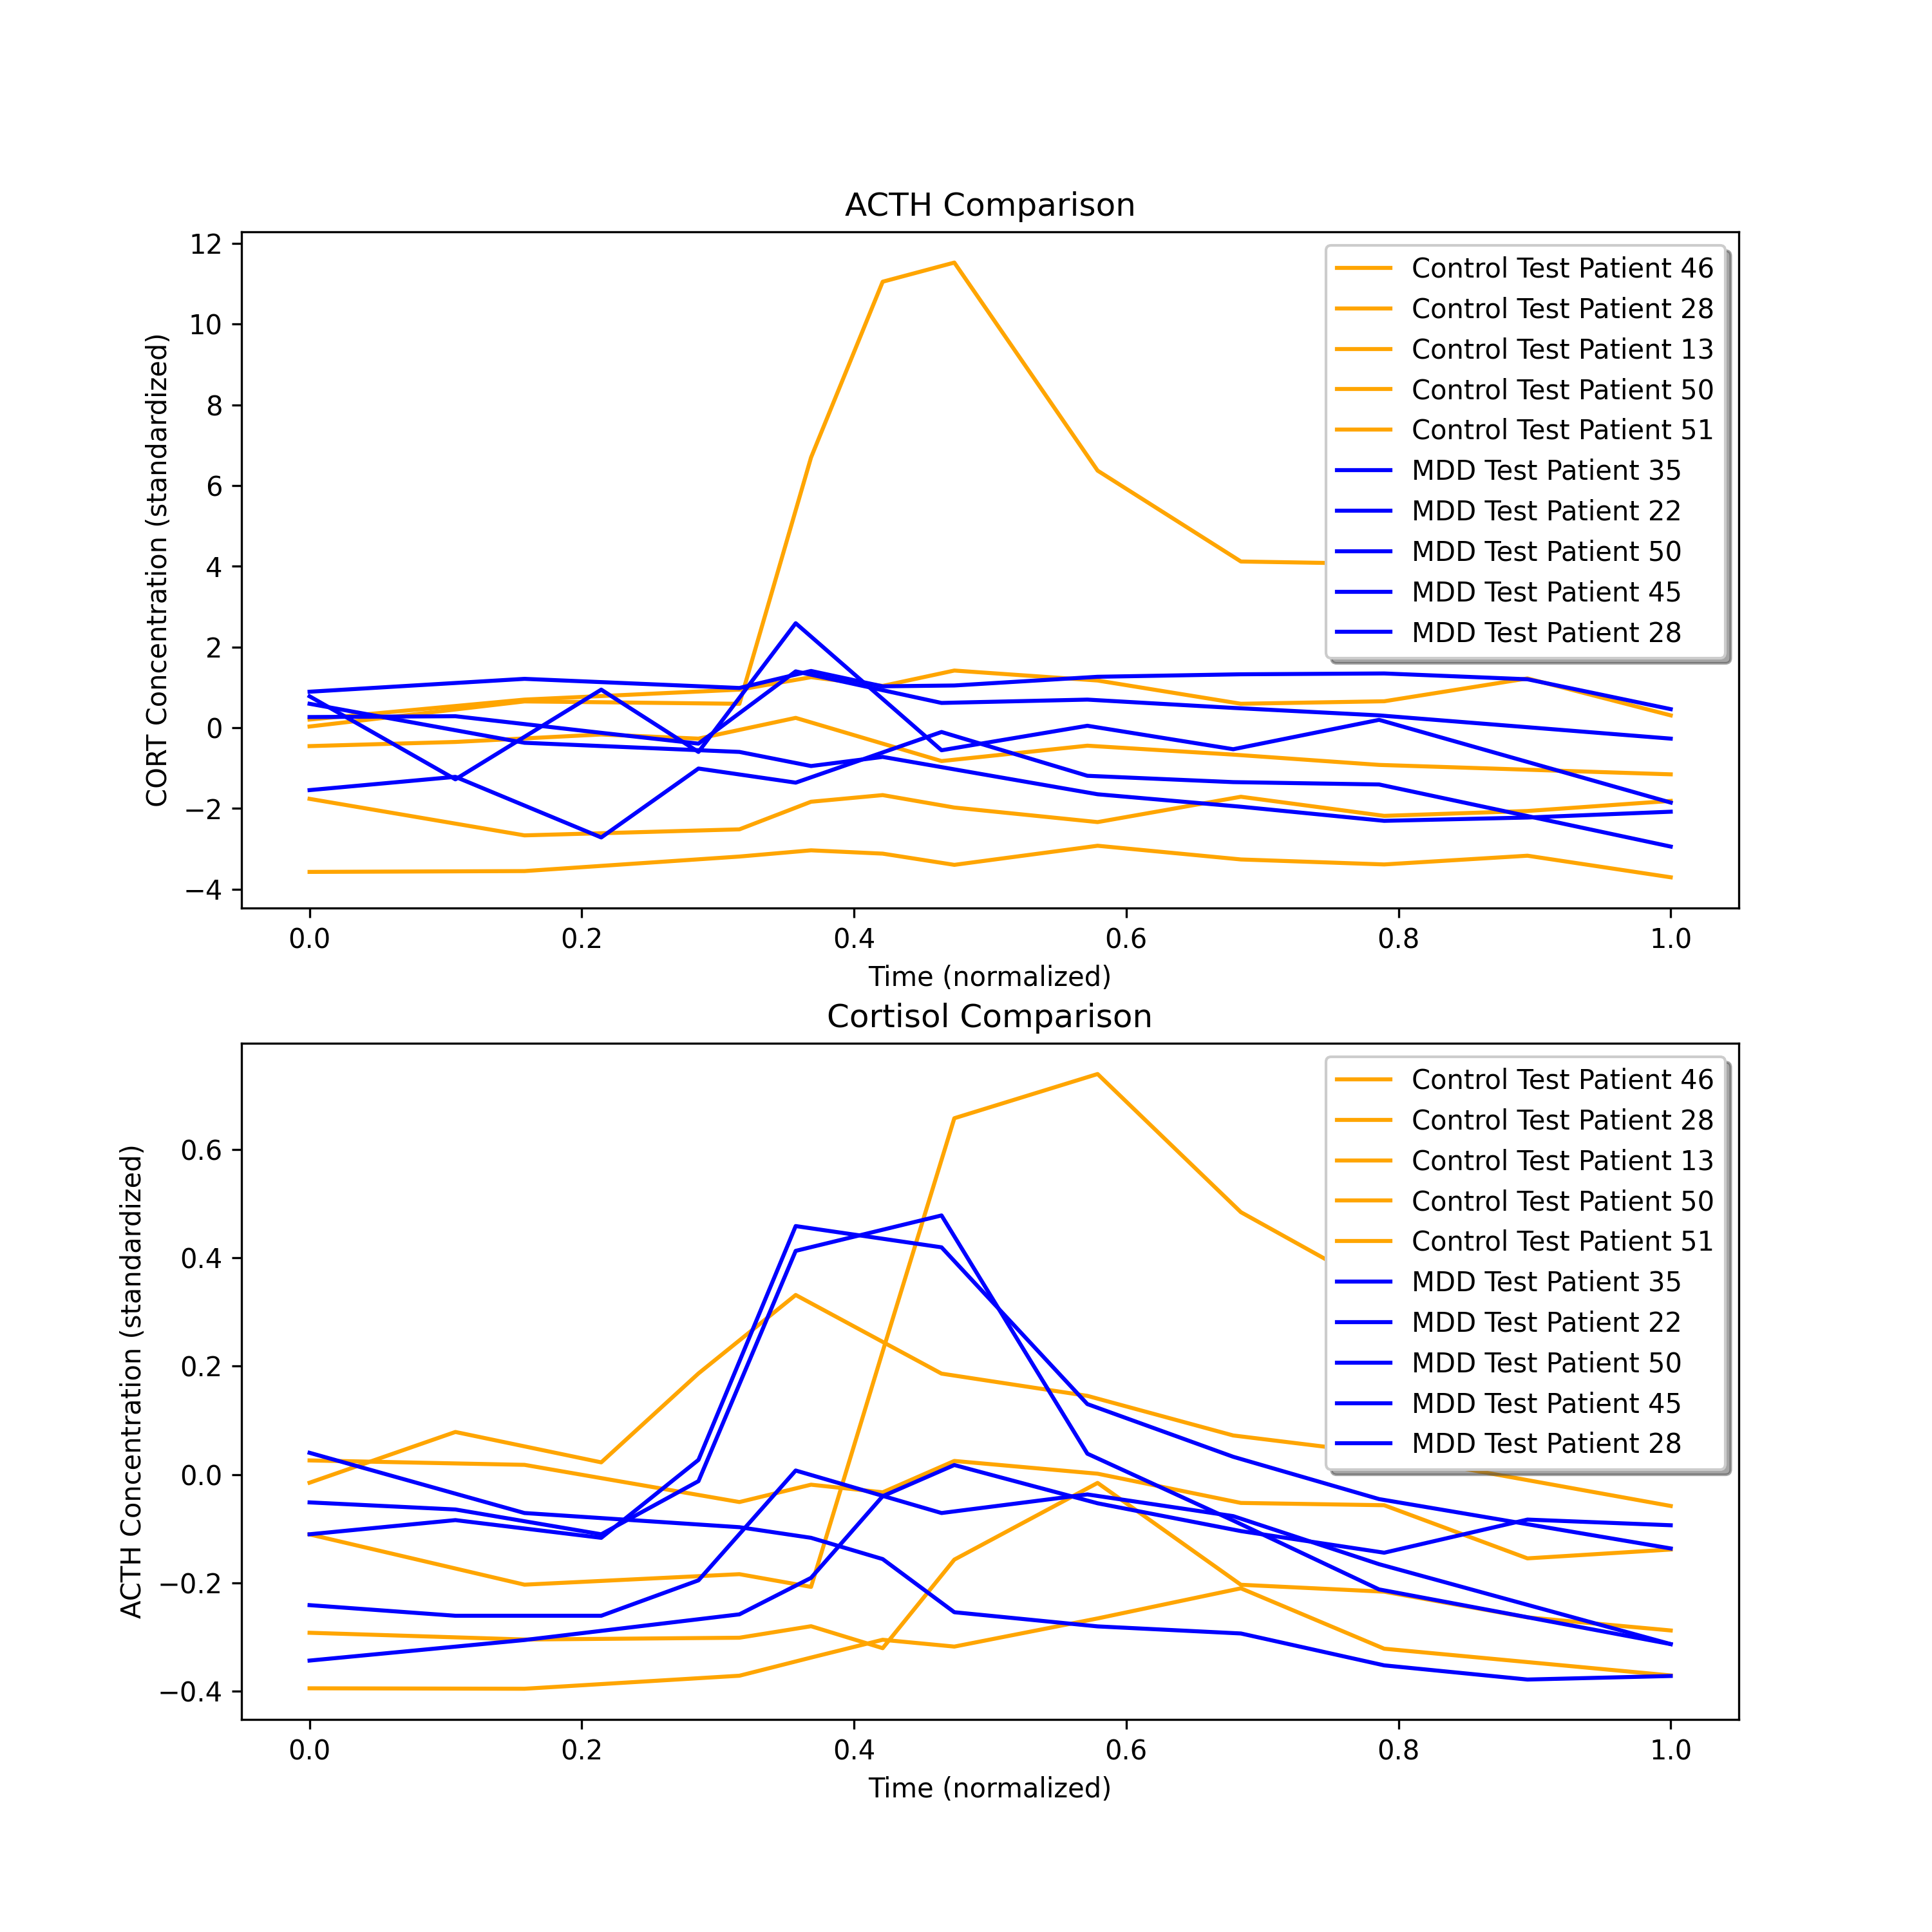 ACTH Comparison
CORT Concentration (standardized)
12
10
8
6
4
2
0
−2
−4
Control Test Patient 46
Control Test Patient 28
Control Test Patient 13
Control Test Patient 50
Control Test Patient 51
MDD Test Patient 35
MDD Test Patient 22
MDD Test Patient 50
MDD Test Patient 45
MDD Test Patient 28
0.0 0.2 0.4 0.6 0.8 1.0
Time (normalized)
Cortisol Comparison
ACTH Concentration (standardized)
0.6
0.4
0.2
0.0
−0.2
−0.4
Control Test Patient 46
Control Test Patient 28
Control Test Patient 13
Control Test Patient 50
Control Test Patient 51
MDD Test Patient 35
MDD Test Patient 22
MDD Test Patient 50
MDD Test Patient 45
MDD Test Patient 28
0.0 0.2 0.4 0.6 0.8 1.0
Time (normalized)